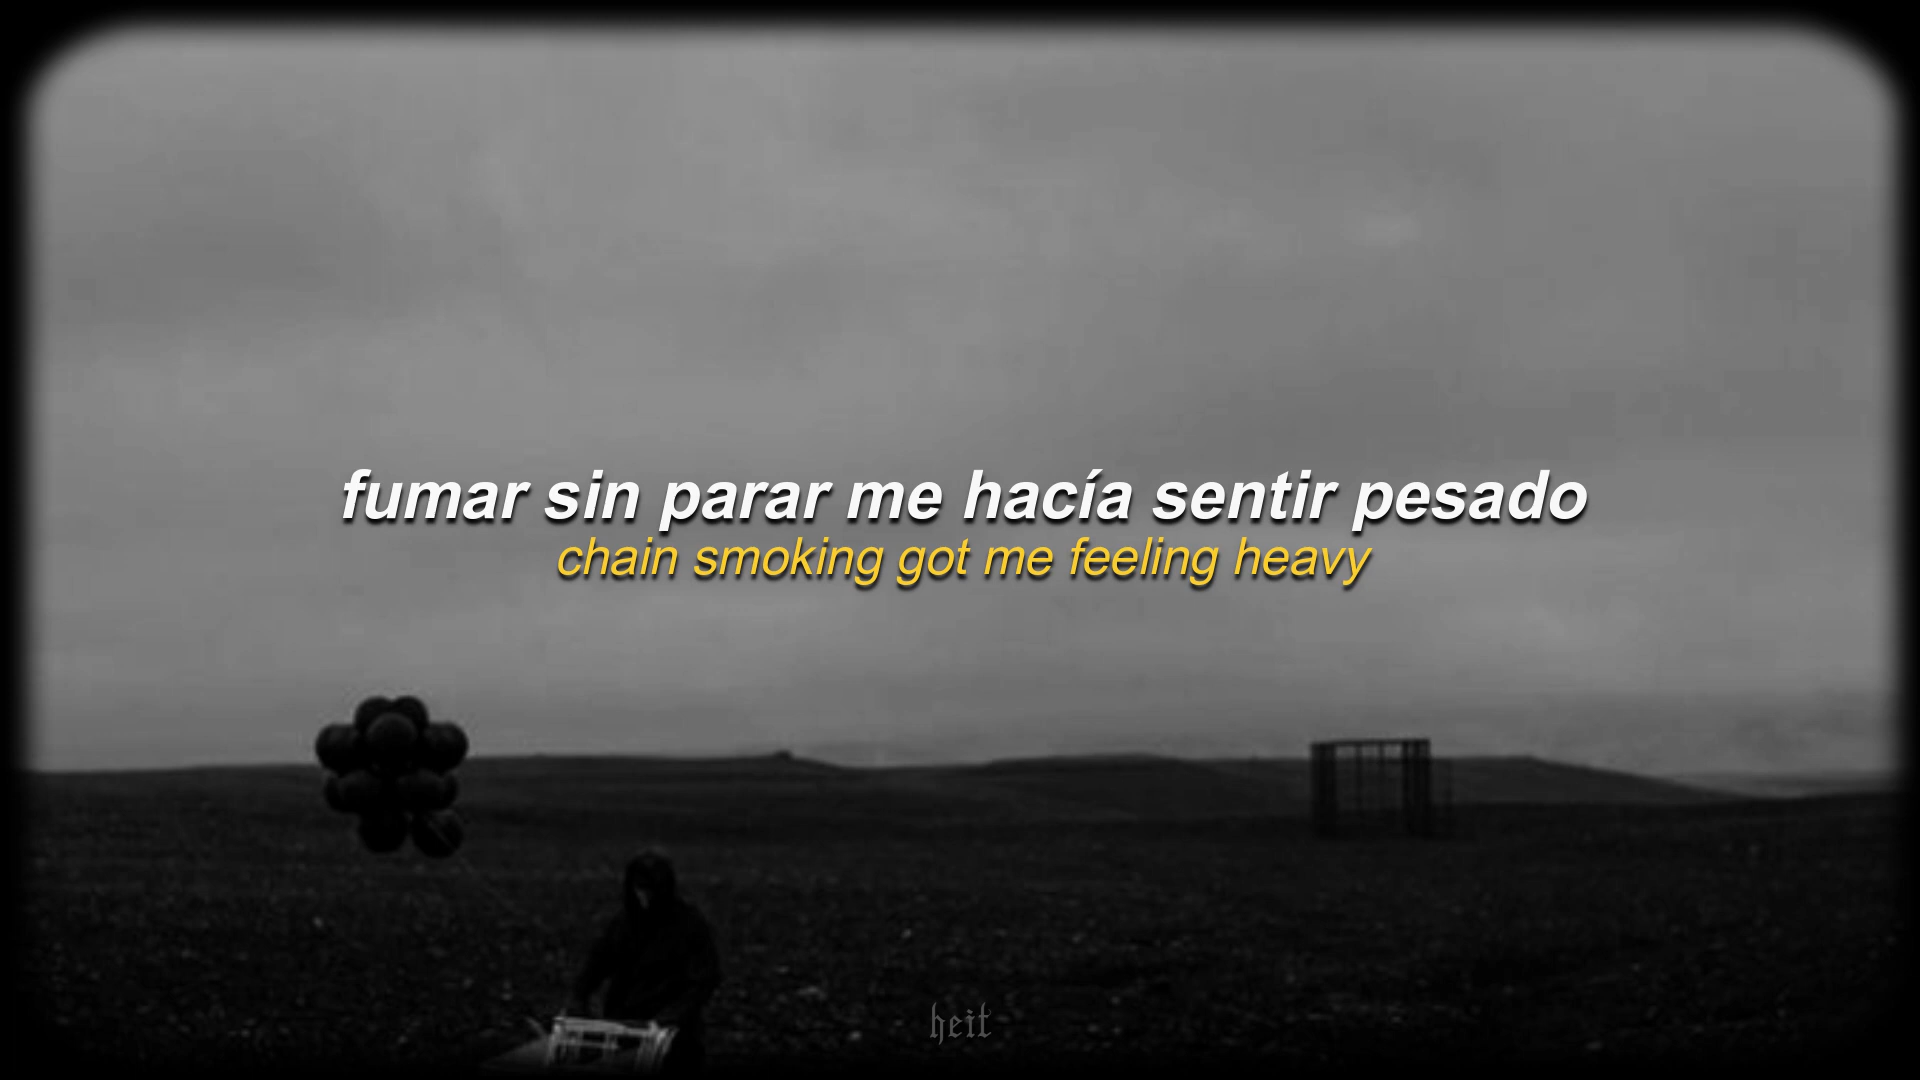 fumar sin parar me hacía sentir pesado
chain smoking got me feeling heavy
heit